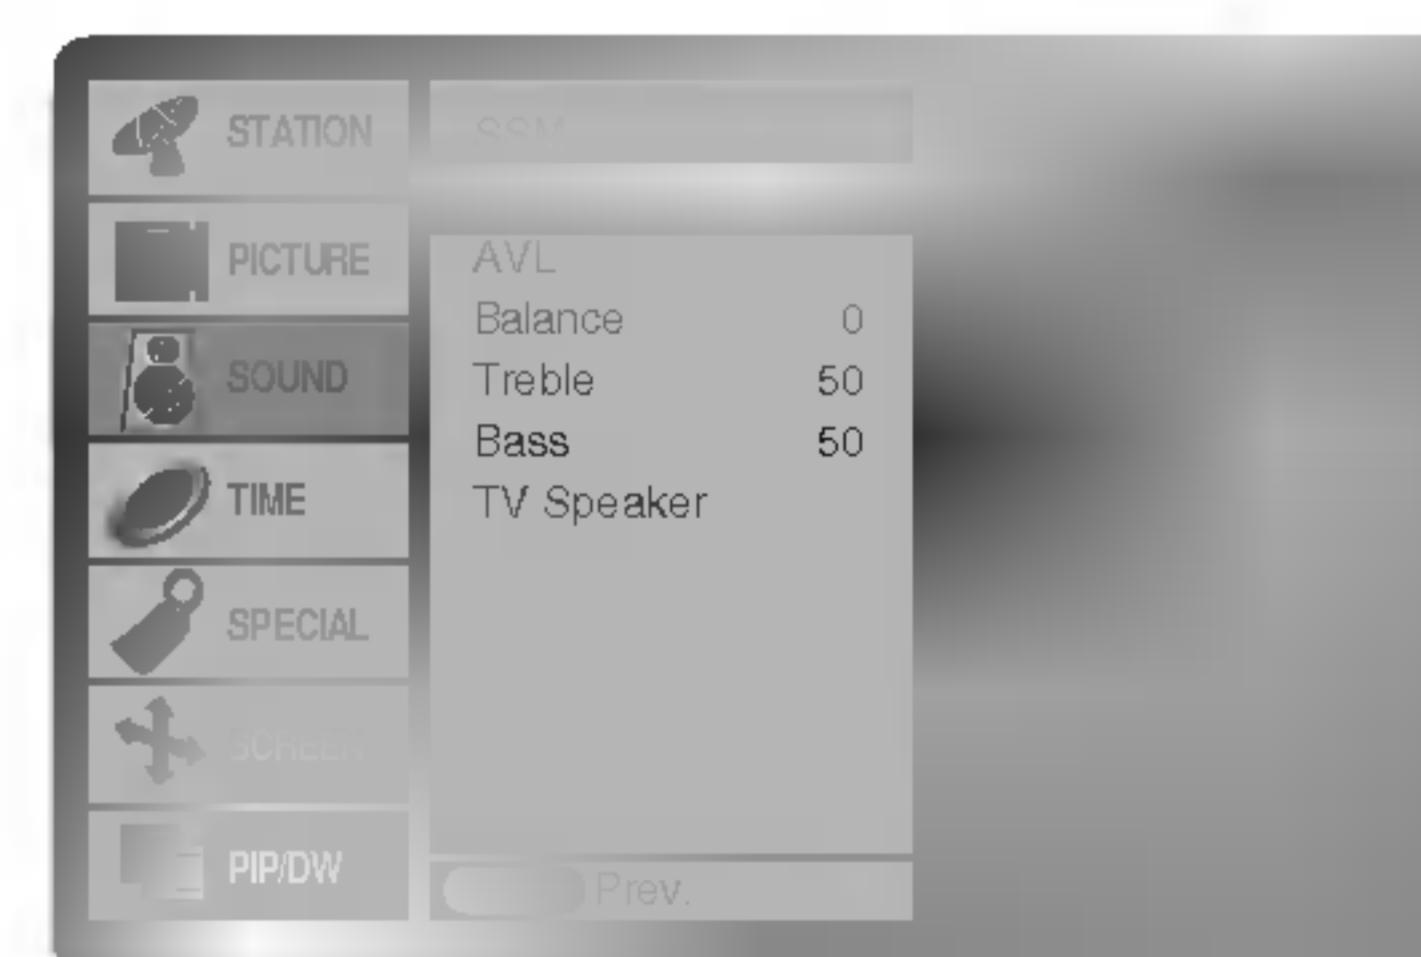 STATION
PICTURE
SOUND
TIME
SPECIAL
SCREEN
PIP/DW
SSM
AVL
Balance 0
Treble 50
Bass 50
TV Speaker
Prev.